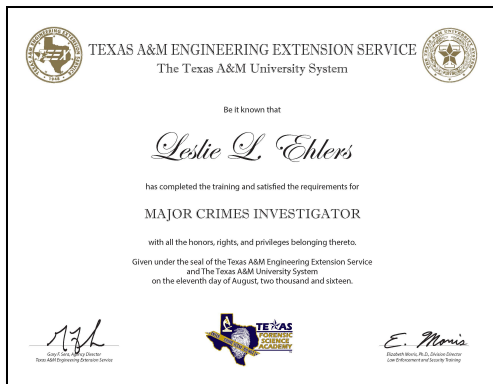 TEXAS A&M ENGINEERING EXTENSION SERVICE
The Texas A&M University System
Be it known that
Leslie L. Ehlers
has completed the training and satisfied the requirements for
MAJOR CRIMES INVESTIGATOR
with all the honors, rights, and privileges belonging thereto.
Given under the seal of the Texas A&M Engineering Extension Service
and The Texas A&M University System
on the eleventh day of August, two thousand and sixteen.
TEXAS
FORENSIC
SCIENCE
ACADEMY
Gary F. Sera, Agency Director
Texas A&M Engineering Extension Service
E. Morris
Elizabeth Morris, Ph.D., Division Director
Law Enforcement and Security Training